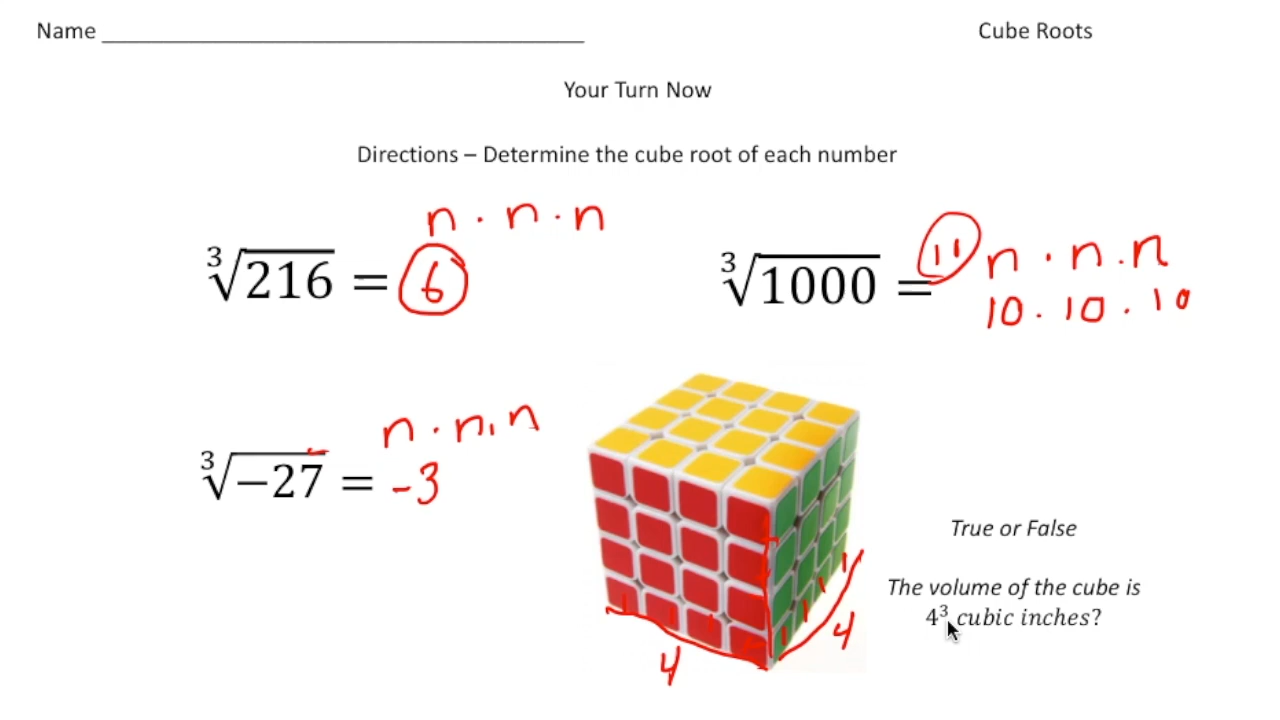 Name ________________________________________ Cube Roots
Your Turn Now
Directions – Determine the cube root of each number
n · n · n
∛216 = 6
∛1000 = 11 n · n . n
10 . 10 . 10
n · n . n
∛-27 = -3
4
4
True or False
The volume of the cube is
4³ cubic inches?